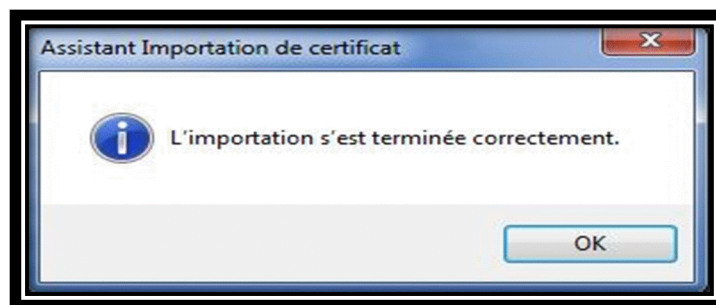 Assistant Importation de certificat
L'importation s'est terminée correctement.
OK